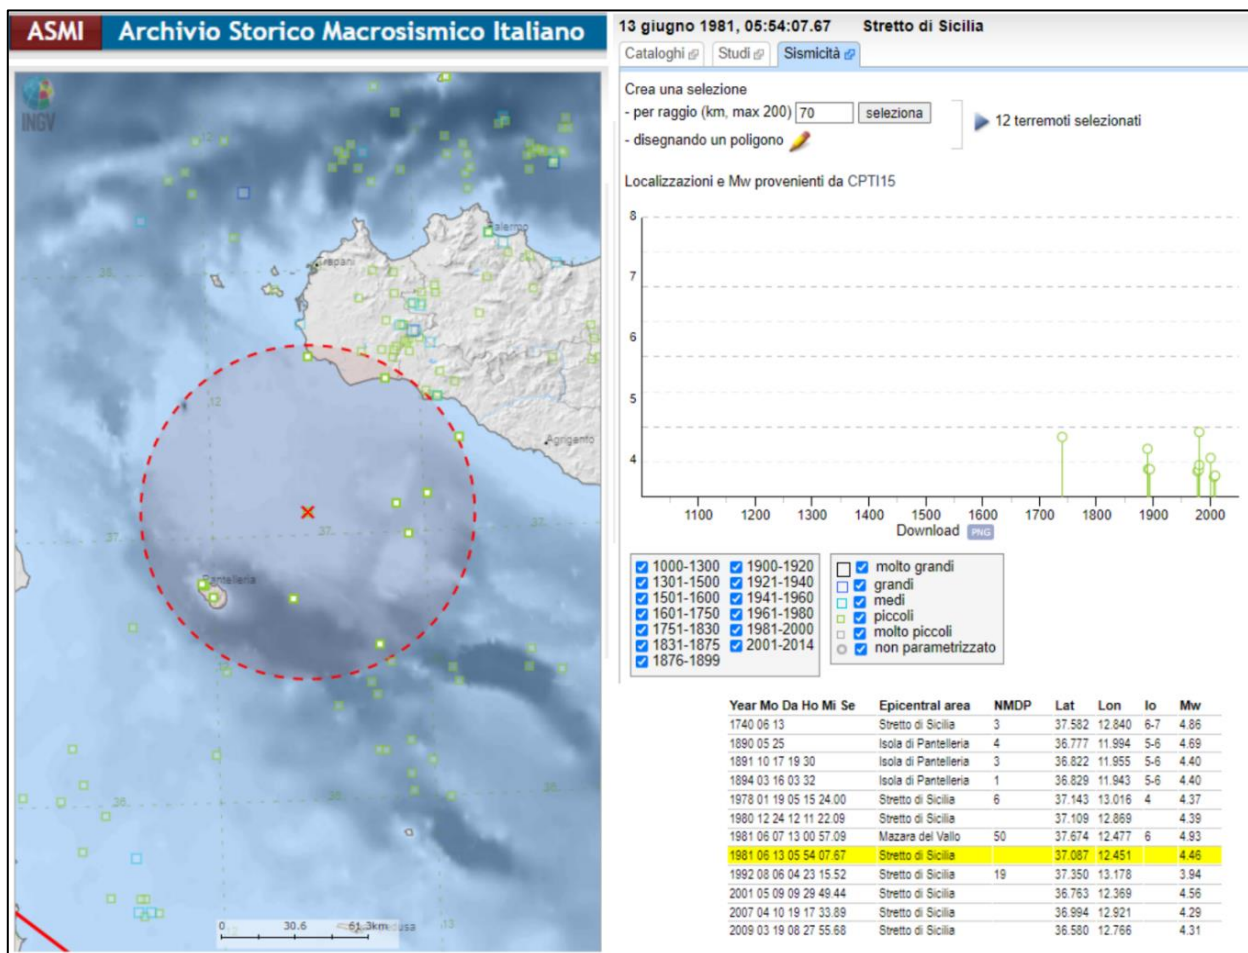 ASMI Archivio Storico Macrosismico Italiano
INGV
12
Palermo
Trapani
38.
12
Agrigento
37.
37.
37.
Pantelleria
36.
36.
0 30.6 61.3km
12
13
13 giugno 1981, 05:54:07.67 Stretto di Sicilia
Cataloghi Studi Sismicità
Crea una selezione
- per raggio (km, max 200) 70 seleziona
- disegnando un poligono
12 terremoti selezionati
Localizzazioni e Mw provenienti da CPTI15
8
7
6
5
4
1100 1200 1300 1400 1500 1600 1700 1800 1900 2000
Download PNG
1000-1300 1900-1920
1301-1500 1921-1940
1501-1600 1941-1960
1601-1750 1961-1980
1751-1830 1981-2000
1831-1875 2001-2014
1876-1899
molto grandi
grandi
medi
piccoli
molto piccoli
non parametrizzato
Year Mo Da Ho Mi Se Epicentral area NMDP Lat Lon Io Mw
1740 06 13 Stretto di Sicilia 3 37.582 12.840 6-7 4.86
1890 05 25 Isola di Pantelleria 4 36.777 11.994 5-6 4.69
1891 10 17 19 30 Isola di Pantelleria 3 36.822 11.955 5-6 4.40
1894 03 16 03 32 Isola di Pantelleria 1 36.829 11.943 5-6 4.40
1978 01 19 05 15 24.00 Stretto di Sicilia 6 37.143 13.016 4 4.37
1980 12 24 12 11 22.09 Stretto di Sicilia 37.109 12.869 4.39
1981 06 07 13 00 57.09 Mazara del Vallo 50 37.674 12.477 6 4.93
1981 06 13 05 54 07.67 Stretto di Sicilia 37.087 12.451 4.46
1992 08 06 04 23 15.52 Stretto di Sicilia 19 37.350 13.178 3.94
2001 05 09 09 29 49.44 Stretto di Sicilia 36.763 12.369 4.56
2007 04 10 19 17 33.89 Stretto di Sicilia 36.994 12.921 4.29
2009 03 19 08 27 55.68 Stretto di Sicilia 36.580 12.766 4.31